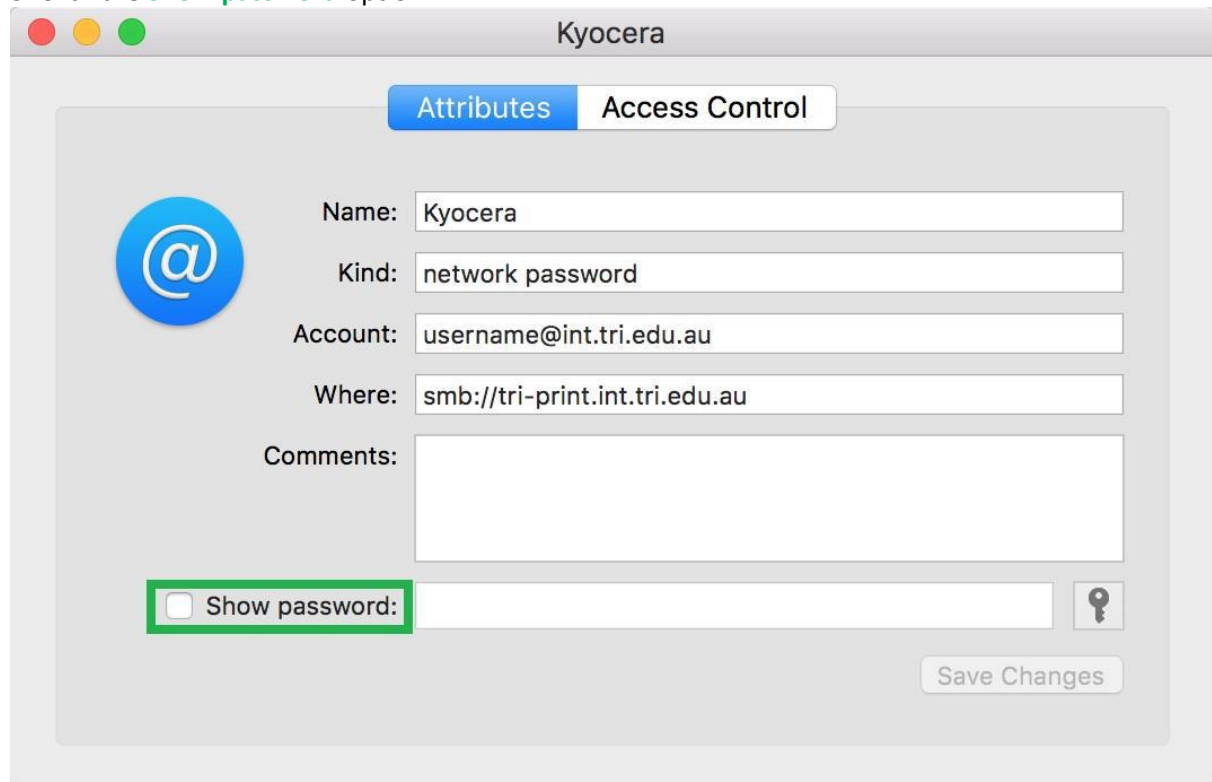 Kyocera
Attributes Access Control
@
Name: Kyocera
Kind: network password
Account: username@int.tri.edu.au
Where: smb://tri-print.int.tri.edu.au
Comments:
Show password:
Save Changes